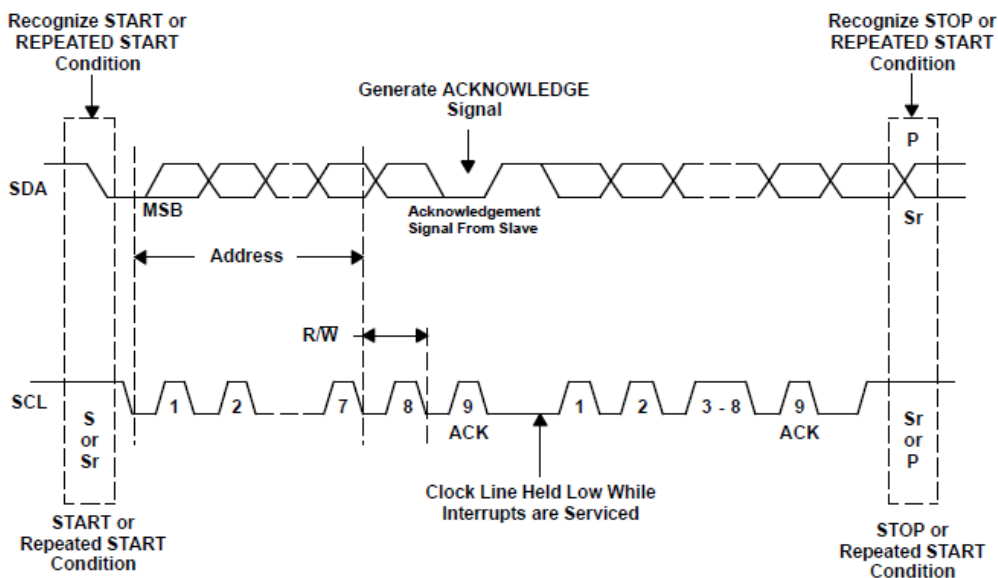 Recognize START or
REPEATED START
Condition
Recognize STOP or
REPEATED START
Condition
Generate ACKNOWLEDGE
Signal
P
SDA
MSB
Acknowledgement
Signal From Slave
Sr
Address
R/W̅
SCL
1
2
7
8
9
1
2
3 - 8
9
ACK
ACK
S
or
Sr
Sr
or
P
Clock Line Held Low While
Interrupts are Serviced
START or
Repeated START
Condition
STOP or
Repeated START
Condition